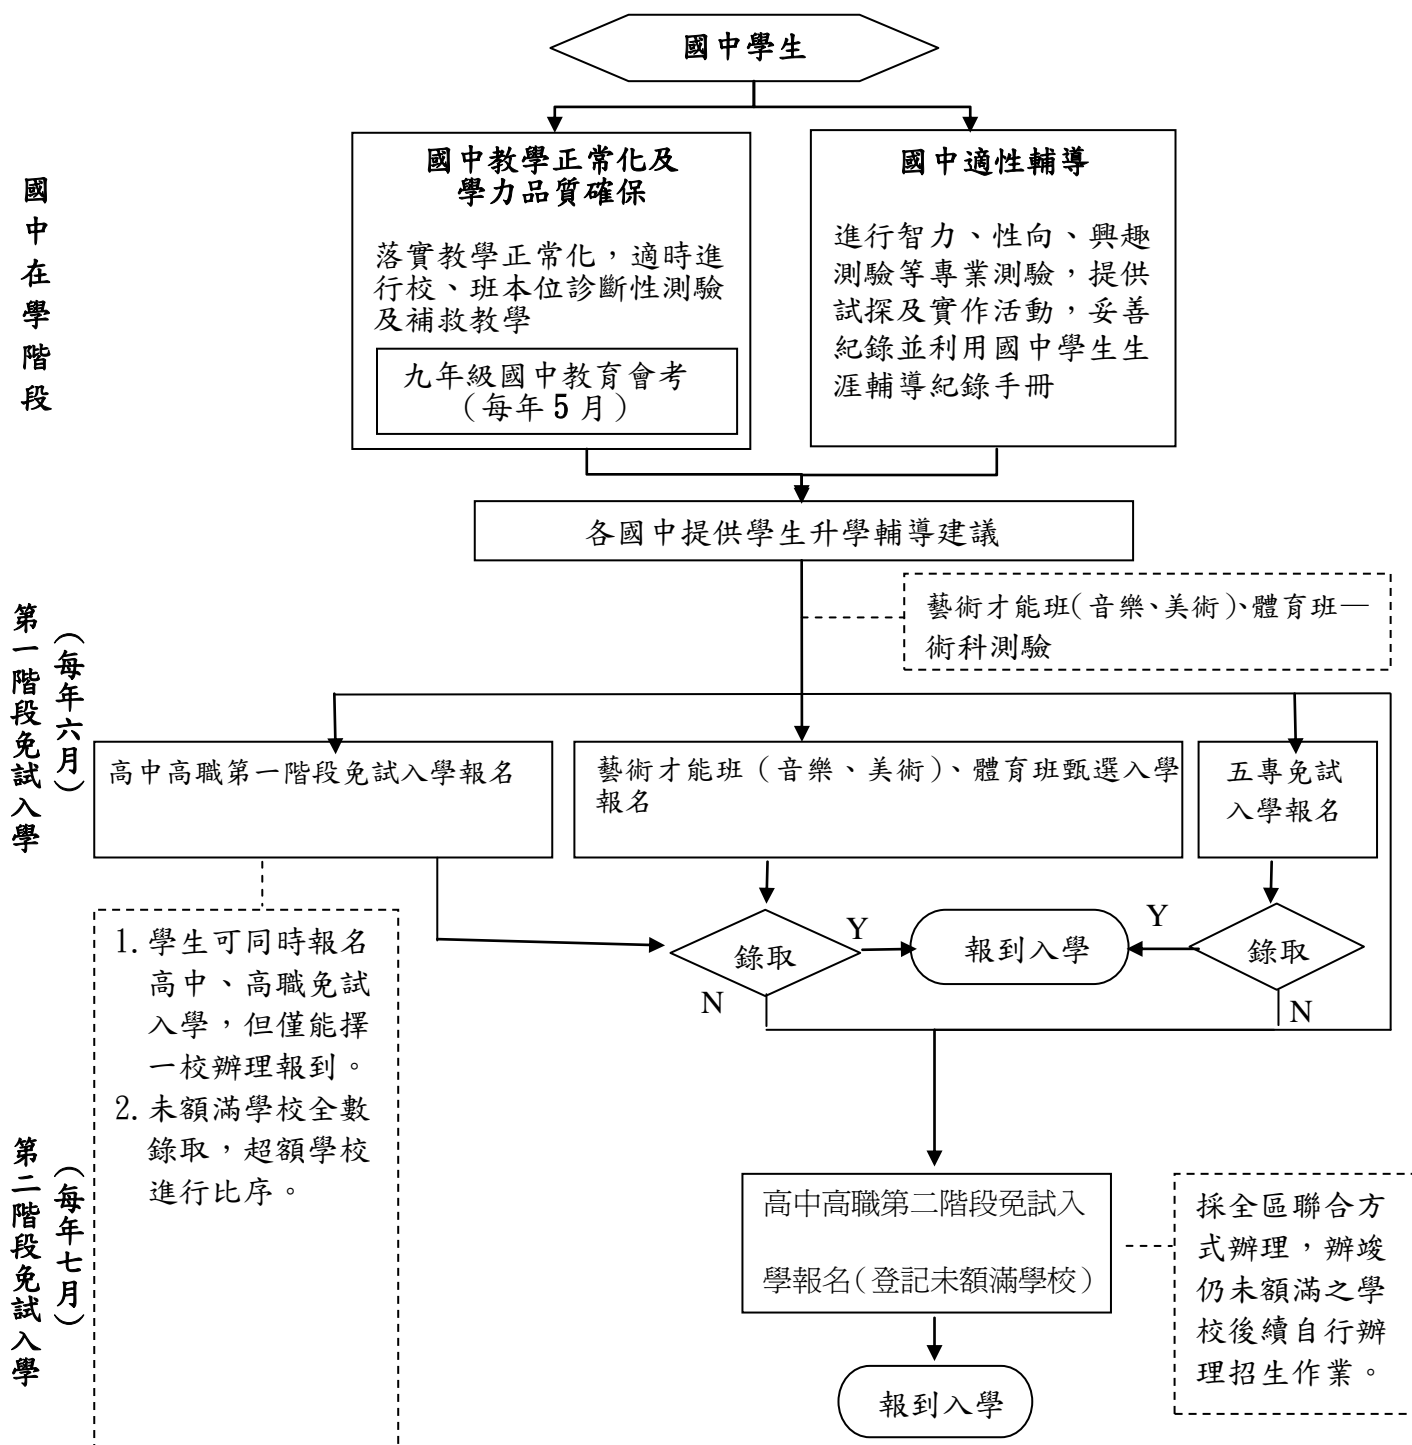 國中學生
國中在學階段
國中教學正常化及
學力品質確保
落實教學正常化，適時進
行校、班本位診斷性測驗
及補救教學
九年級國中教育會考
（每年 5 月）
國中適性輔導
進行智力、性向、興趣
測驗等專業測驗，提供
試探及實作活動，妥善
紀錄並利用國中學生生
涯輔導紀錄手冊
各國中提供學生升學輔導建議
藝術才能班(音樂、美術)、體育班—
術科測驗
第一階段免試入學
（每年六月）
高中高職第一階段免試入學報名
藝術才能班（音樂、美術）、體育班甄選入學
報名
五專免試
入學報名
錄取
Y
N
報到入學
錄取
Y
N
1. 學生可同時報名
高中、高職免試
入學，但僅能擇
一校辦理報到。
2. 未額滿學校全數
錄取，超額學校
進行比序。
第二階段免試入學
（每年七月）
高中高職第二階段免試入
學報名(登記未額滿學校)
採全區聯合方
式辦理，辦竣
仍未額滿之學
校後續自行辦
理招生作業。
報到入學